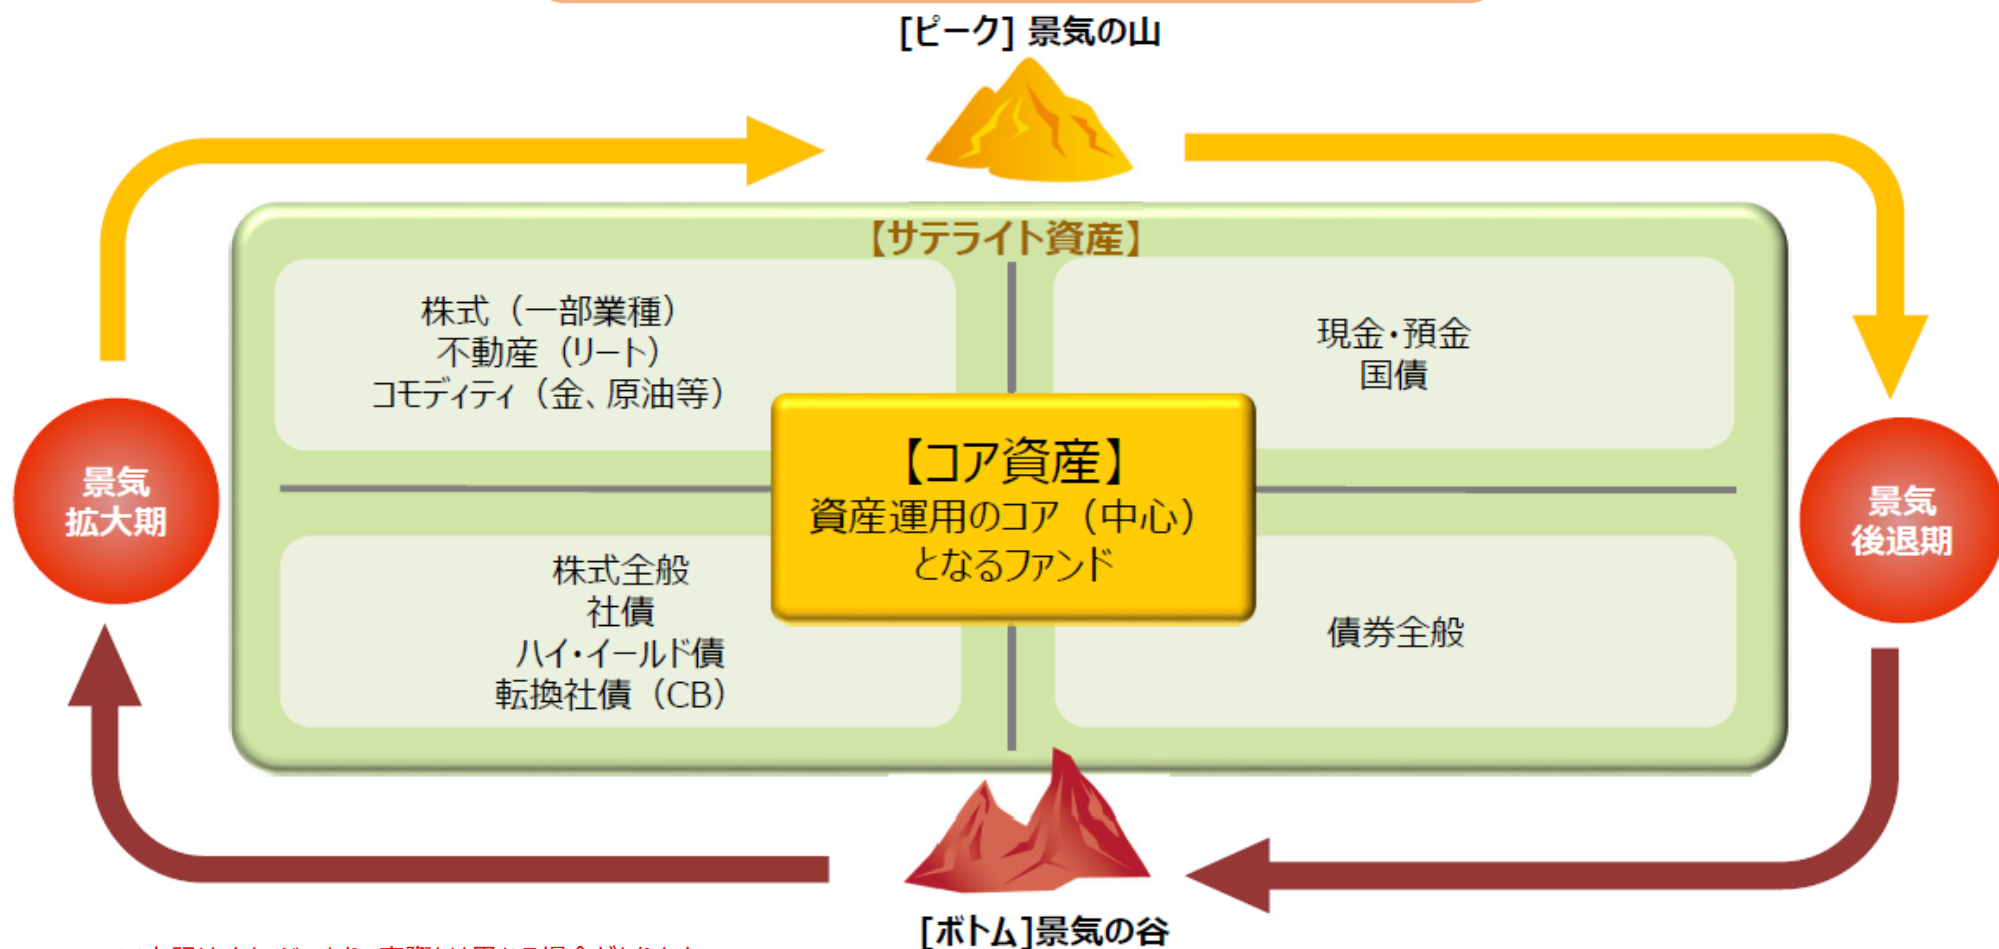 [ピーク] 景気の山
【サテライト資産】
株式（一部業種）
不動産（リート）
コモディティ（金、原油等）
現金・預金
国債
【コア資産】
資産運用のコア（中心）
となるファンド
景気
拡大期
景気
後退期
株式全般
社債
ハイ・イールド債
転換社債（CB）
債券全般
[ボトム]景気の谷